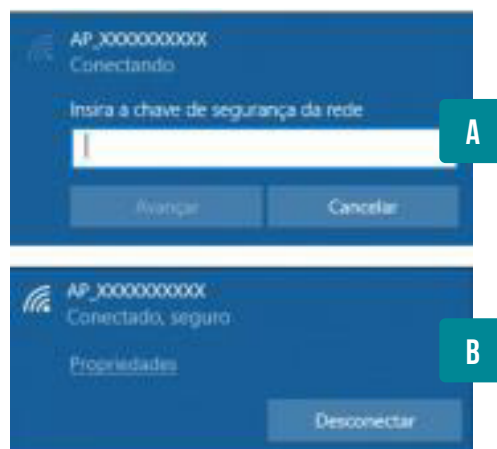 AP_XXXXXXXXXX
Conectando
Insira a chave de segurança da rede
A
Avançar
Cancelar
AP_XXXXXXXXXX
Conectado, seguro
B
Propriedades
Desconectar